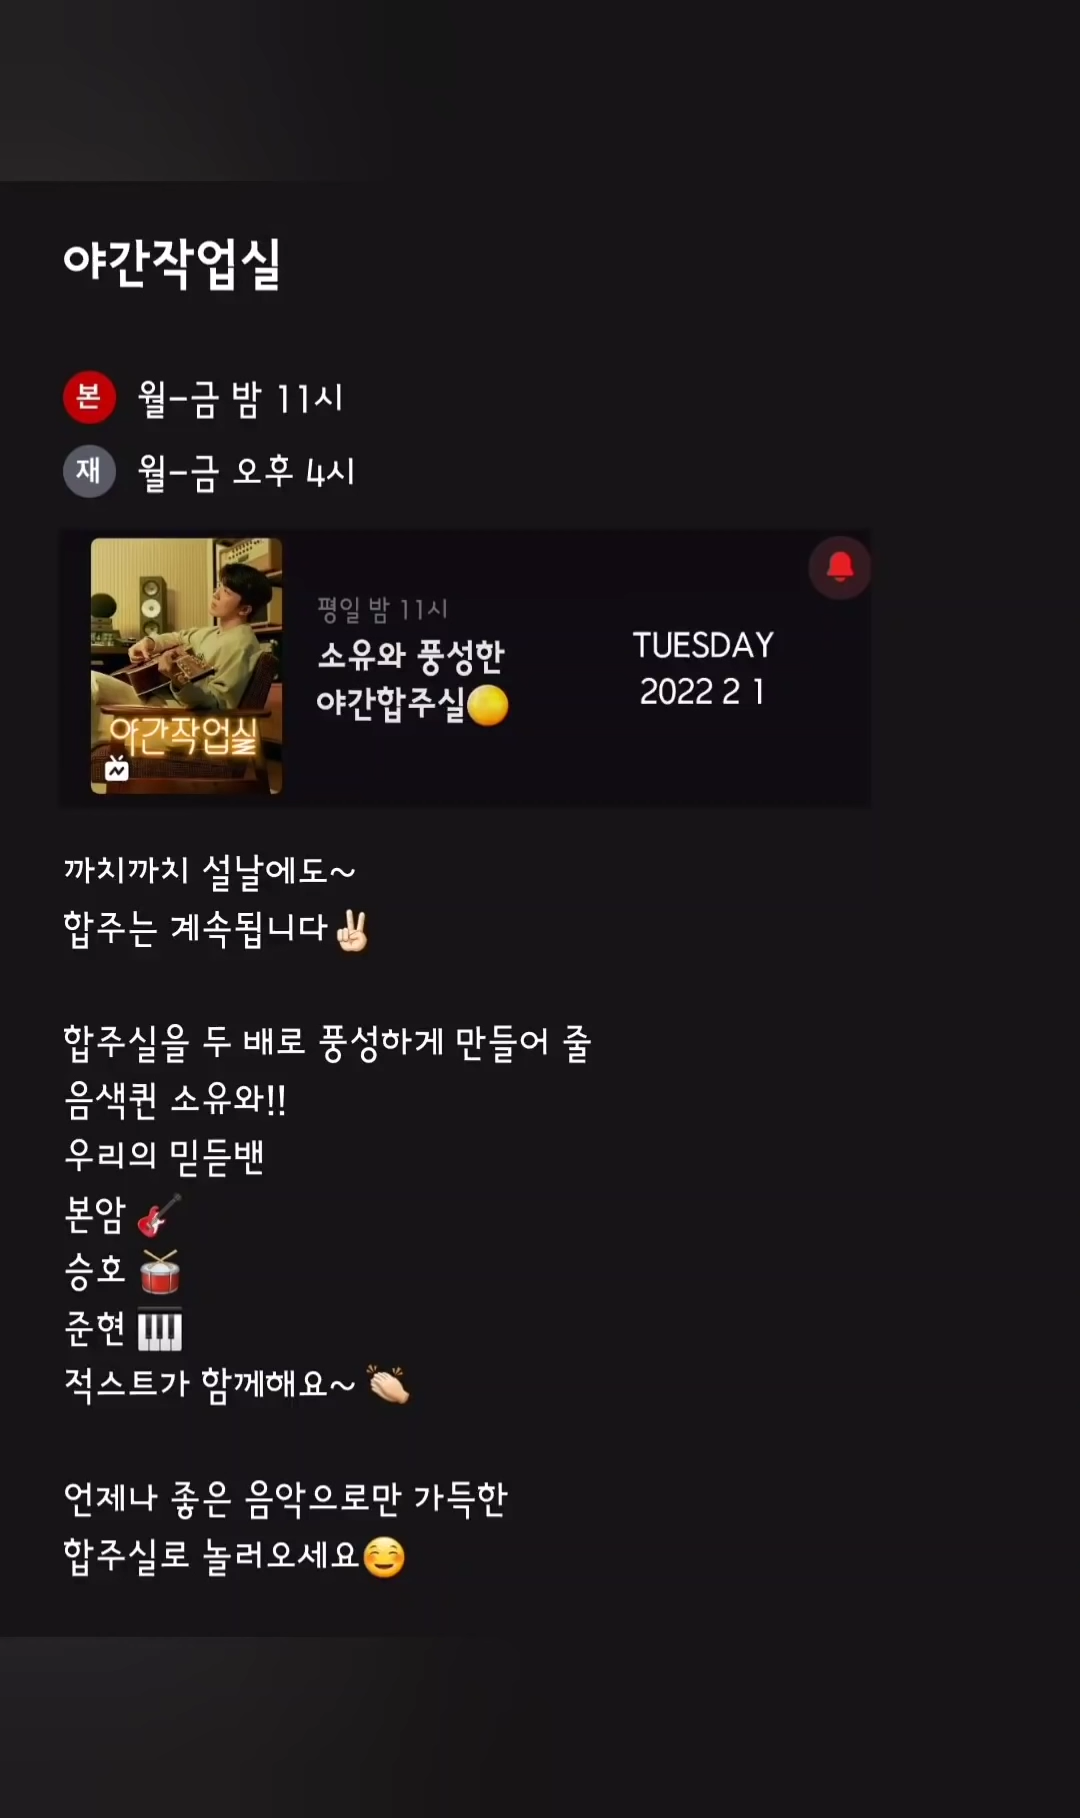 야간작업실
본 월-금 밤 11시
재 월-금 오후 4시
야간작업실
평일 밤 11시
소유와 풍성한
야간합주실🟡
TUESDAY
2022 2 1
까치까치 설날에도~
합주는 계속됩니다✌🏻
합주실을 두 배로 풍성하게 만들어 줄
음색퀸 소유와!!
우리의 믿듣밴
본암 🎸
승호 🥁
준현 🎹
적스트가 함께해요~ 👏🏻
언제나 좋은 음악으로만 가득한
합주실로 놀러오세요☺️